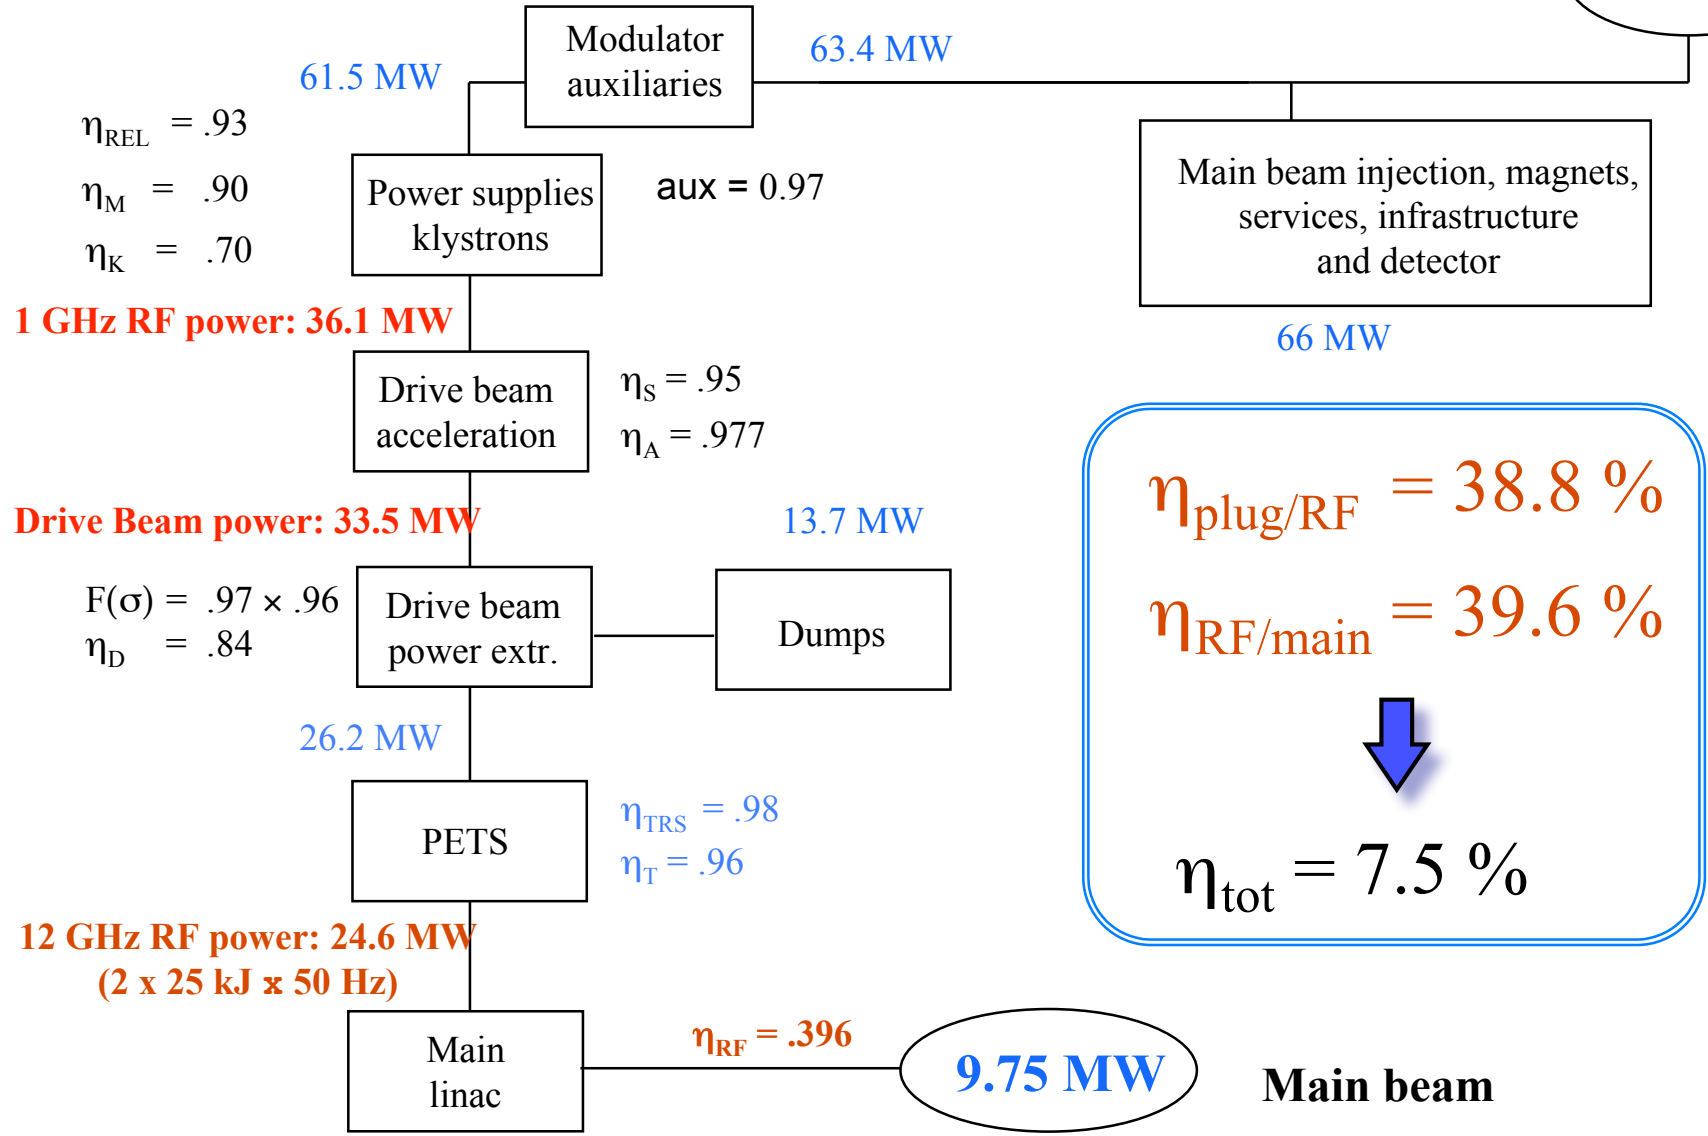 Modulator
auxiliaries
63.4 MW
61.5 MW
η_REL = .93
η_M = .90
η_K = .70
Power supplies
klystrons
aux = 0.97
Main beam injection, magnets,
services, infrastructure
and detector
66 MW
1 GHz RF power: 36.1 MW
Drive beam
acceleration
η_S = .95
η_A = .977
Drive Beam power: 33.5 MW
13.7 MW
F(σ) = .97 × .96
η_D = .84
Drive beam
power extr.
Dumps
26.2 MW
PETS
η_TRS = .98
η_T = .96
12 GHz RF power: 24.6 MW
(2 x 25 kJ x 50 Hz)
Main
linac
η_RF = .396
9.75 MW
Main beam
η_plug/RF = 38.8 %
η_RF/main = 39.6 %
η_tot = 7.5 %